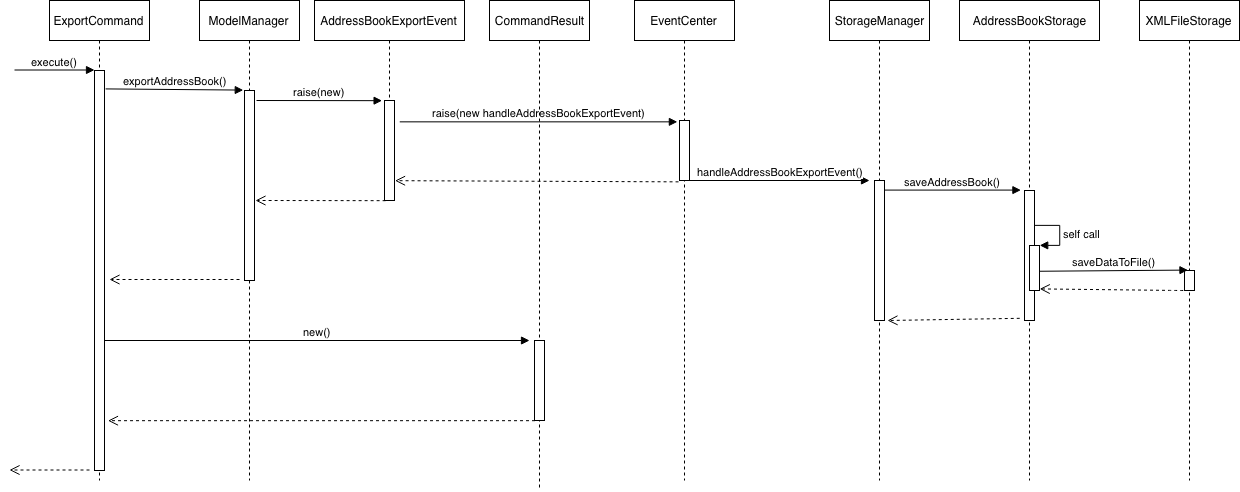 ExportCommand
ModelManager
AddressBookExportEvent
CommandResult
EventCenter
StorageManager
AddressBookStorage
XMLFileStorage
execute()
exportAddressBook()
raise(new)
raise(new handleAddressBookExportEvent)
handleAddressBookExportEvent()
saveAddressBook()
self call
saveDataToFile()
new()